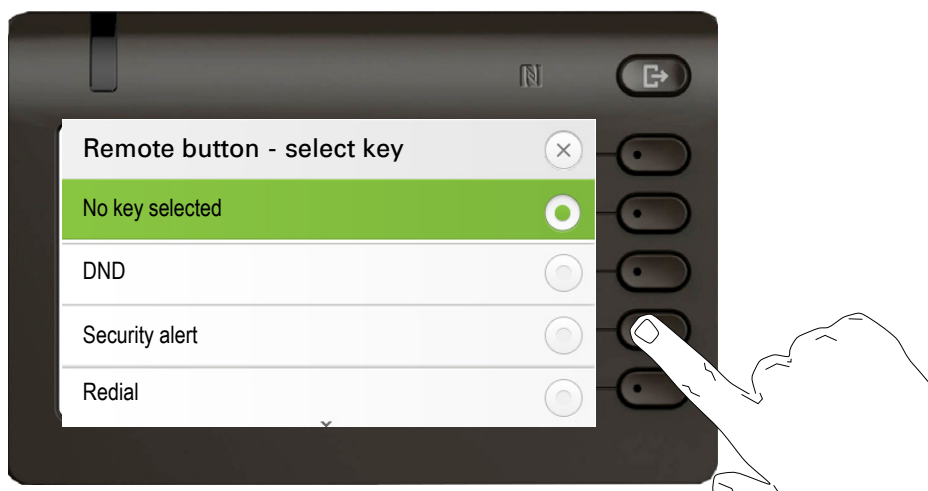 Remote button - select key
No key selected
DND
Security alert
Redial